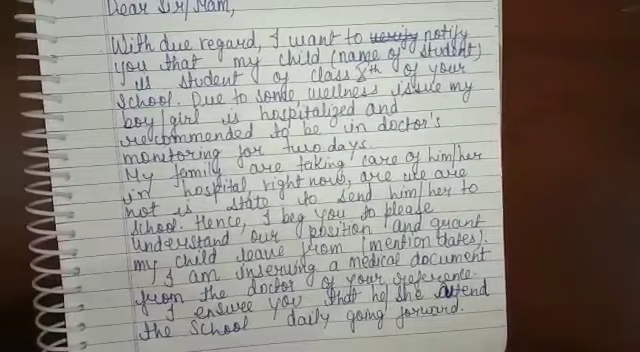 Dear Sir/Mam,
With due regard, I want to verify notify
you that my child (name of student)
is student of class 8th of your
school. Due to some wellness issue my
boy/girl is hospitalized and
recommended to be in doctor's
monitoring for two days.
My family are taking care of him/her
in hospital right now, are we are
not is state to send him/her to
school. Hence, I beg you to please
understand our position and grant
my child leave from (mention dates).
I am inserving a medical document
from the doctor of your reference.
I ensure you that he/she attend
the school daily going forward.